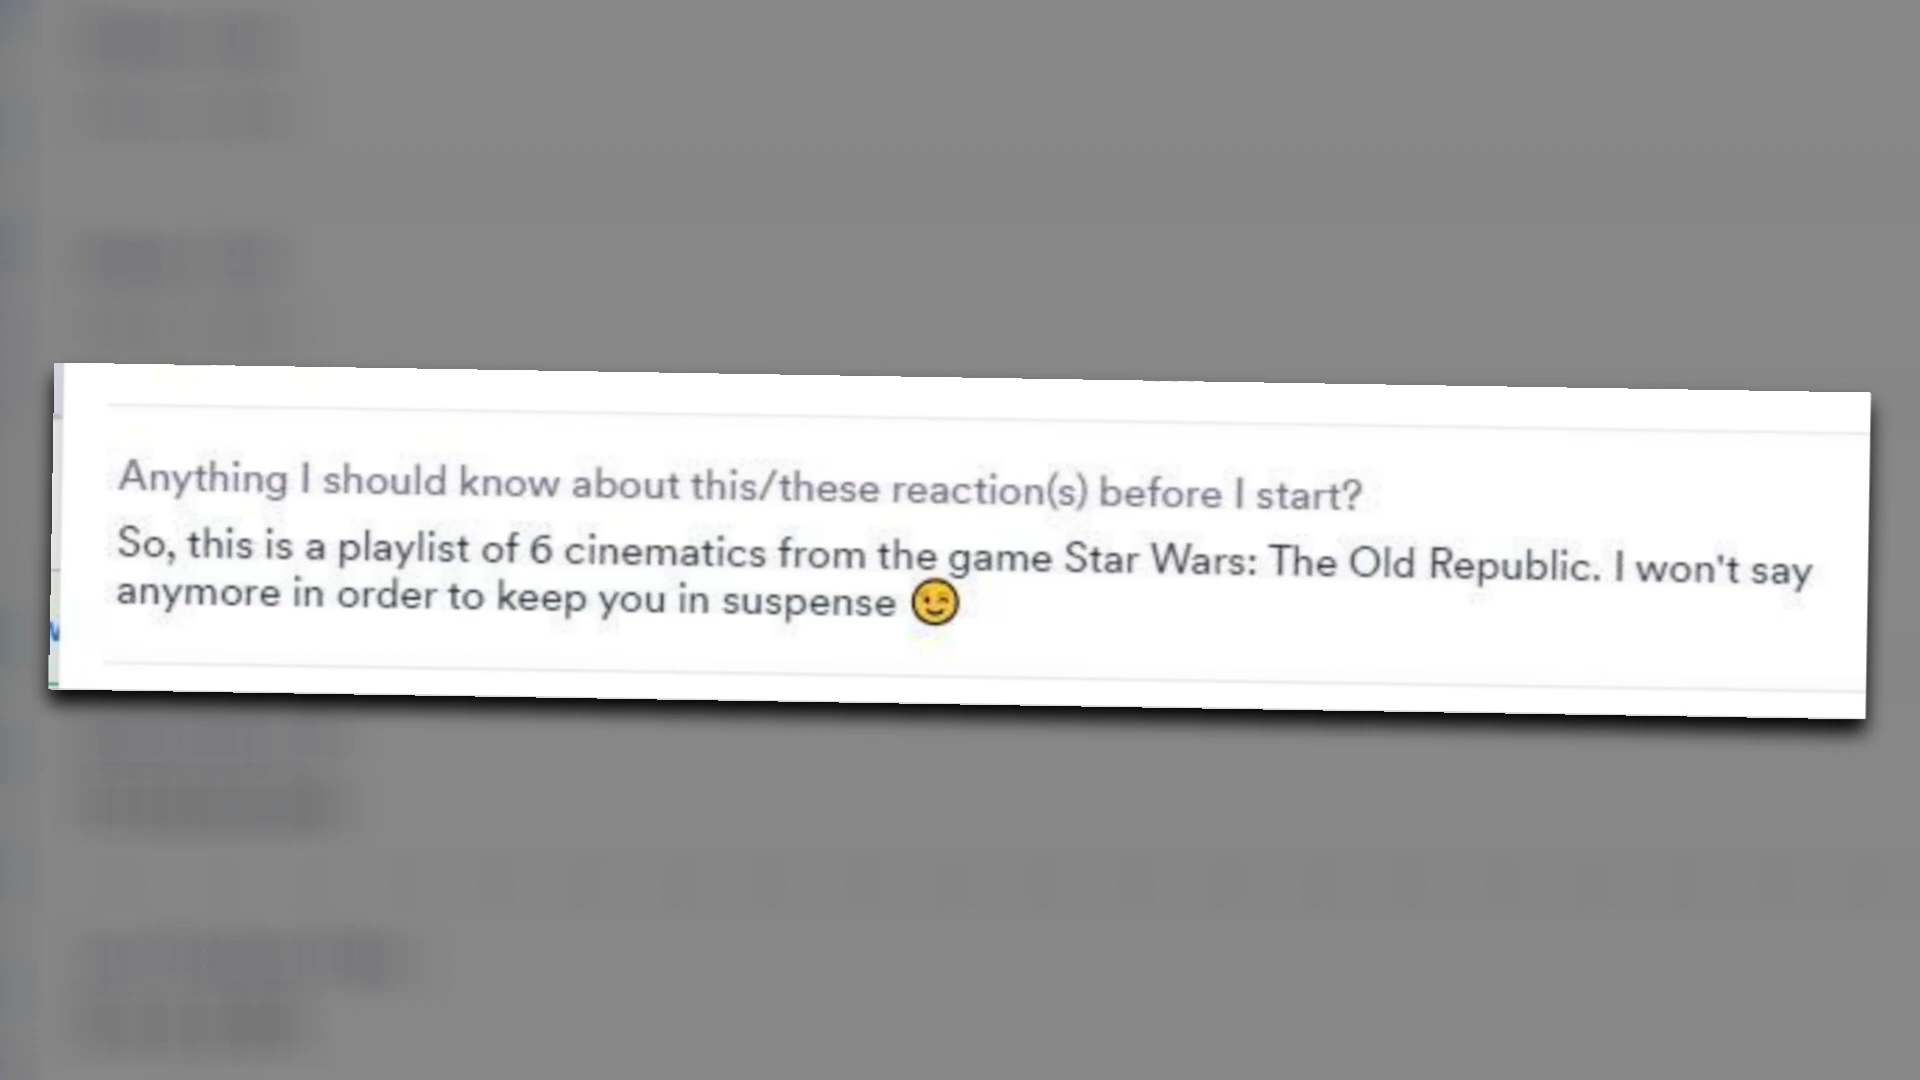 Anything I should know about this/these reaction(s) before I start?
So, this is a playlist of 6 cinematics from the game Star Wars: The Old Republic. I won't say
anymore in order to keep you in suspense 😉